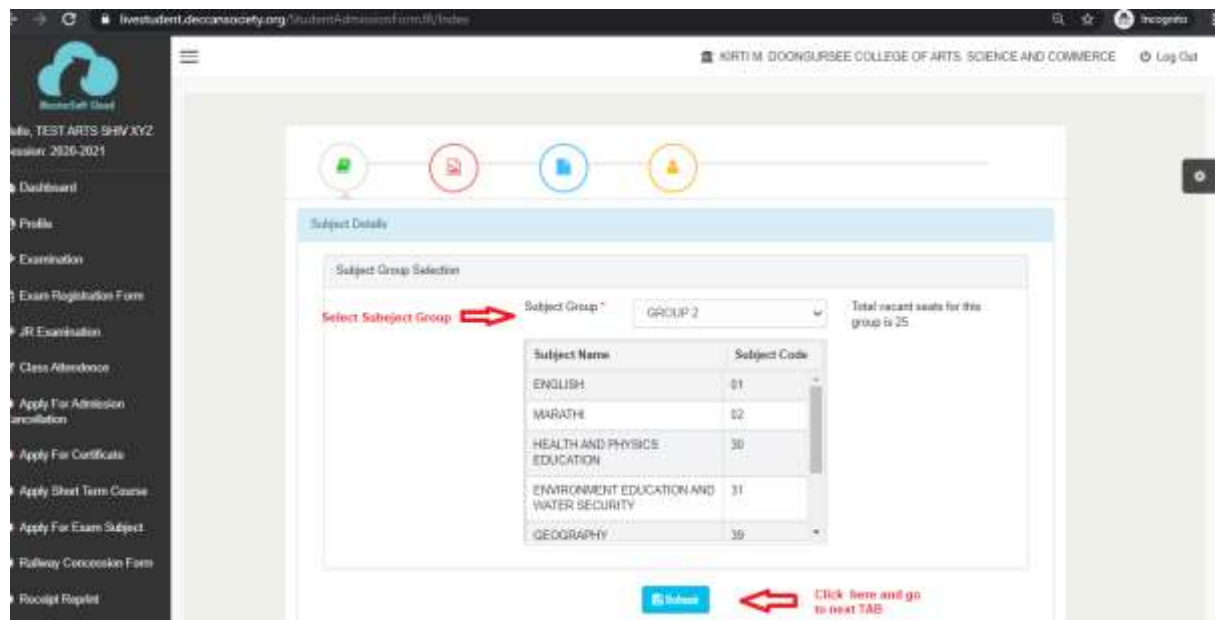 livestudent.deccansociety.org/StudentAdmissionFormJR/Index
Incognito
KIRTI M. DOONGURSEE COLLEGE OF ARTS, SCIENCE AND COMMERCE
Log Out
MasterSoft Cloud
TEST ARTS SHIV XYZ
2020-2021
Dashboard
Profile
Examination
Exam Registration Form
JR Examination
Class Attendence
Apply For Admission
Apply For Certificate
Apply Short Term Course
Apply For Exam Subject
Railway Concession Form
Receipt Reprint
Subject Details
Subject Group Selection
Select Subeject Group
Subject Group *
GROUP 2
Total vacant seats for this
group is 25
Subject Name Subject Code
ENGLISH 01
MARATHI 02
HEALTH AND PHYSICS 30
EDUCATION
ENVIRONMENT EDUCATION AND 31
WATER SECURITY
GEOGRAPHY 39
Submit
Click here and go
to next TAB